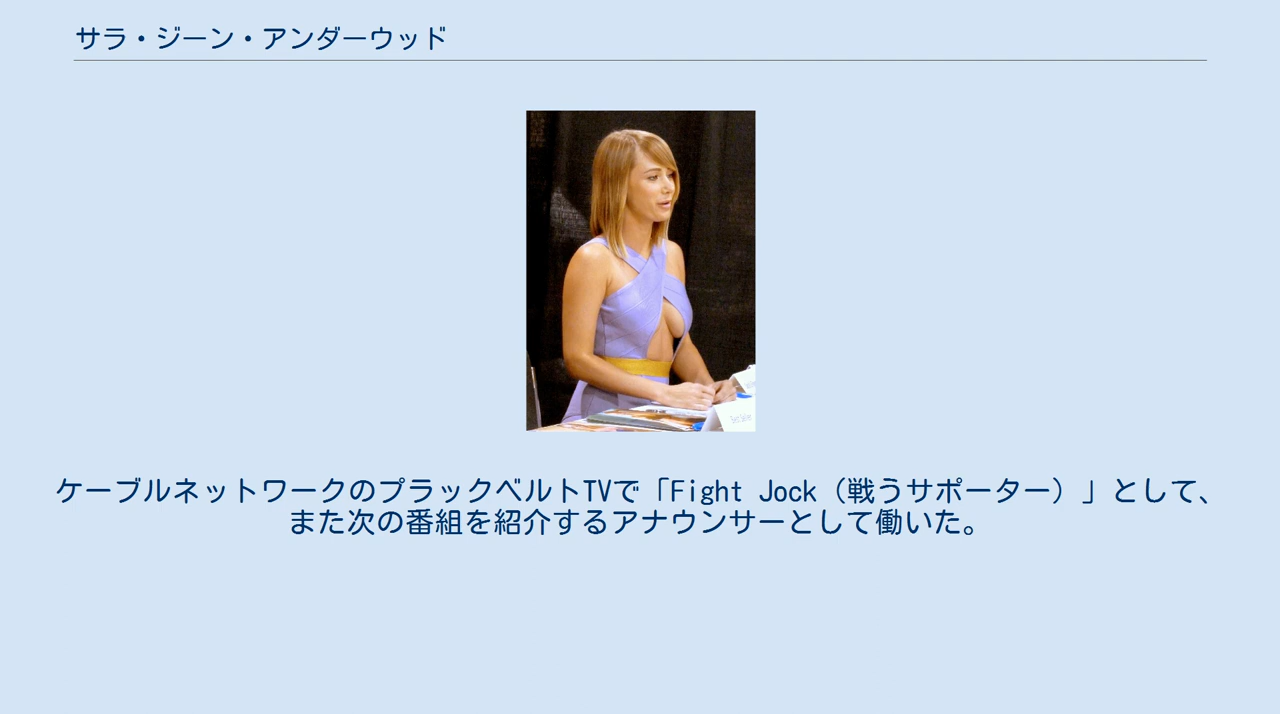 サラ・ジーン・アンダーウッド
ケーブルネットワークのプラックベルトTVで「Fight Jock（戦うサポーター）」として、
また次の番組を紹介するアナウンサーとして働いた。